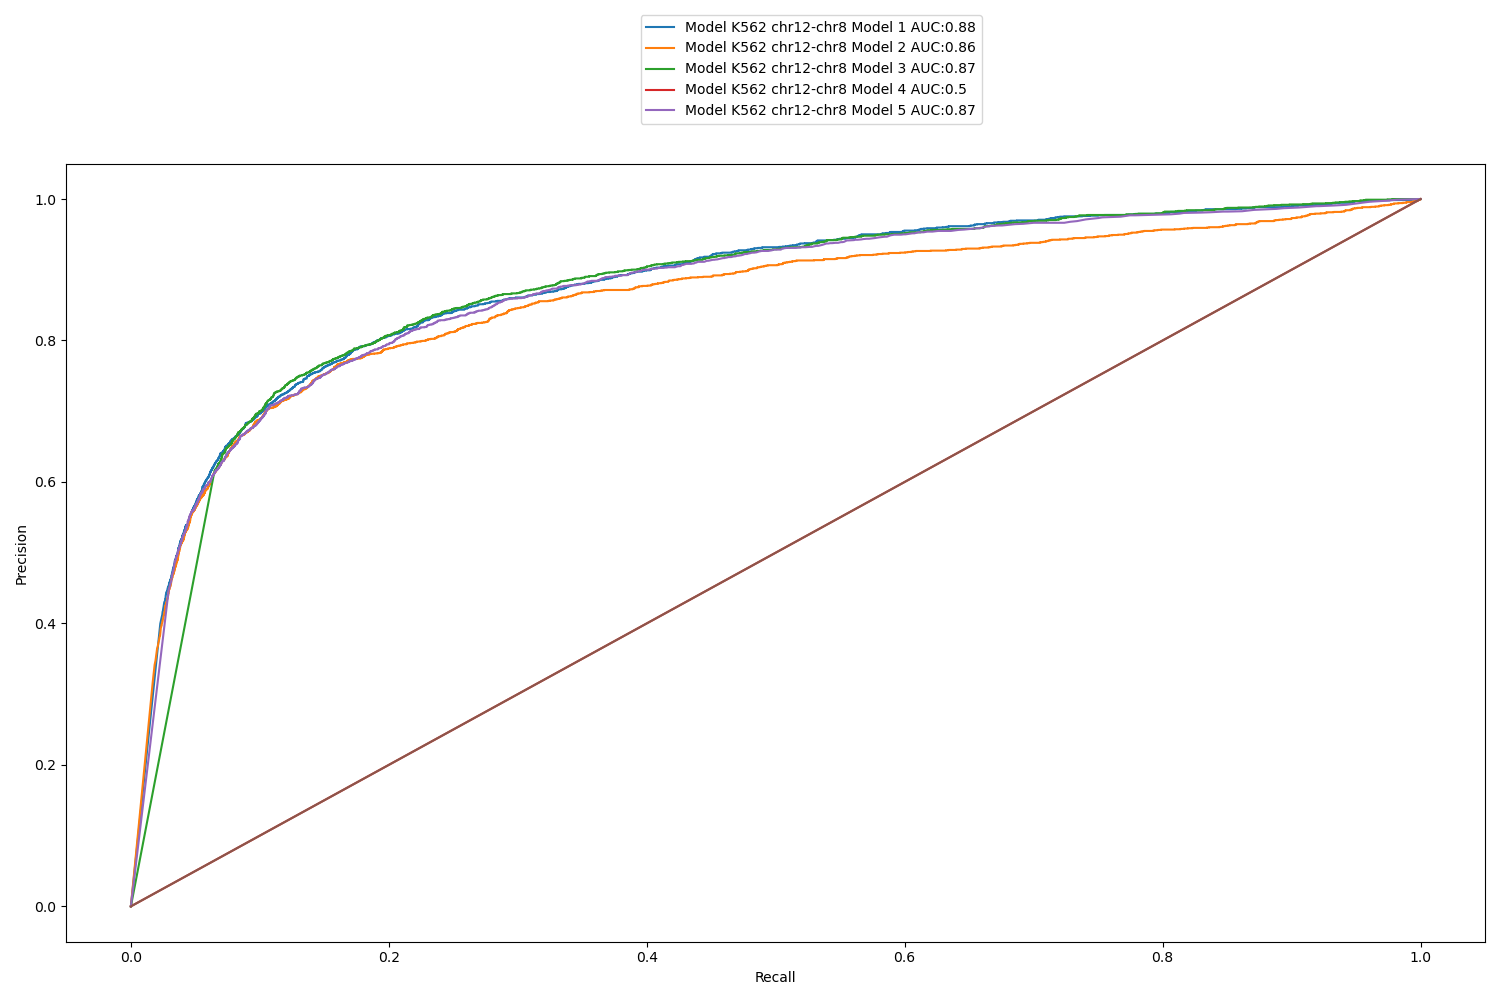 Model K562 chr12-chr8 Model 1 AUC:0.88
Model K562 chr12-chr8 Model 2 AUC:0.86
Model K562 chr12-chr8 Model 3 AUC:0.87
Model K562 chr12-chr8 Model 4 AUC:0.5
Model K562 chr12-chr8 Model 5 AUC:0.87
1.0
0.8
0.6
0.4
0.2
0.0
Precision
0.0 0.2 0.4 0.6 0.8 1.0
Recall